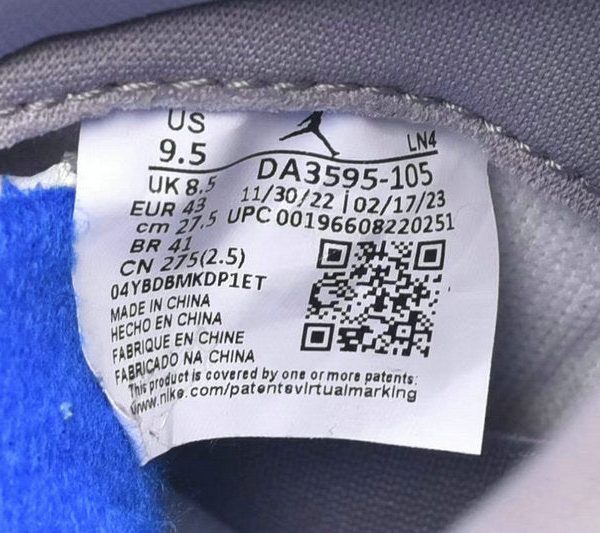 US
9.5
LN4
UK 8.5
DA3595-105
EUR 43
11/30/22 | 02/17/23
cm 27.5
UPC 00196608220251
BR 41
CN 275(2.5)
04YBDBMKDP1ET
MADE IN CHINA
HECHO EN CHINA
FABRIQUE EN CHINE
FABRICADO NA CHINA
This product is covered by one or more patents:
www.nike.com/patentsvirtualmarking